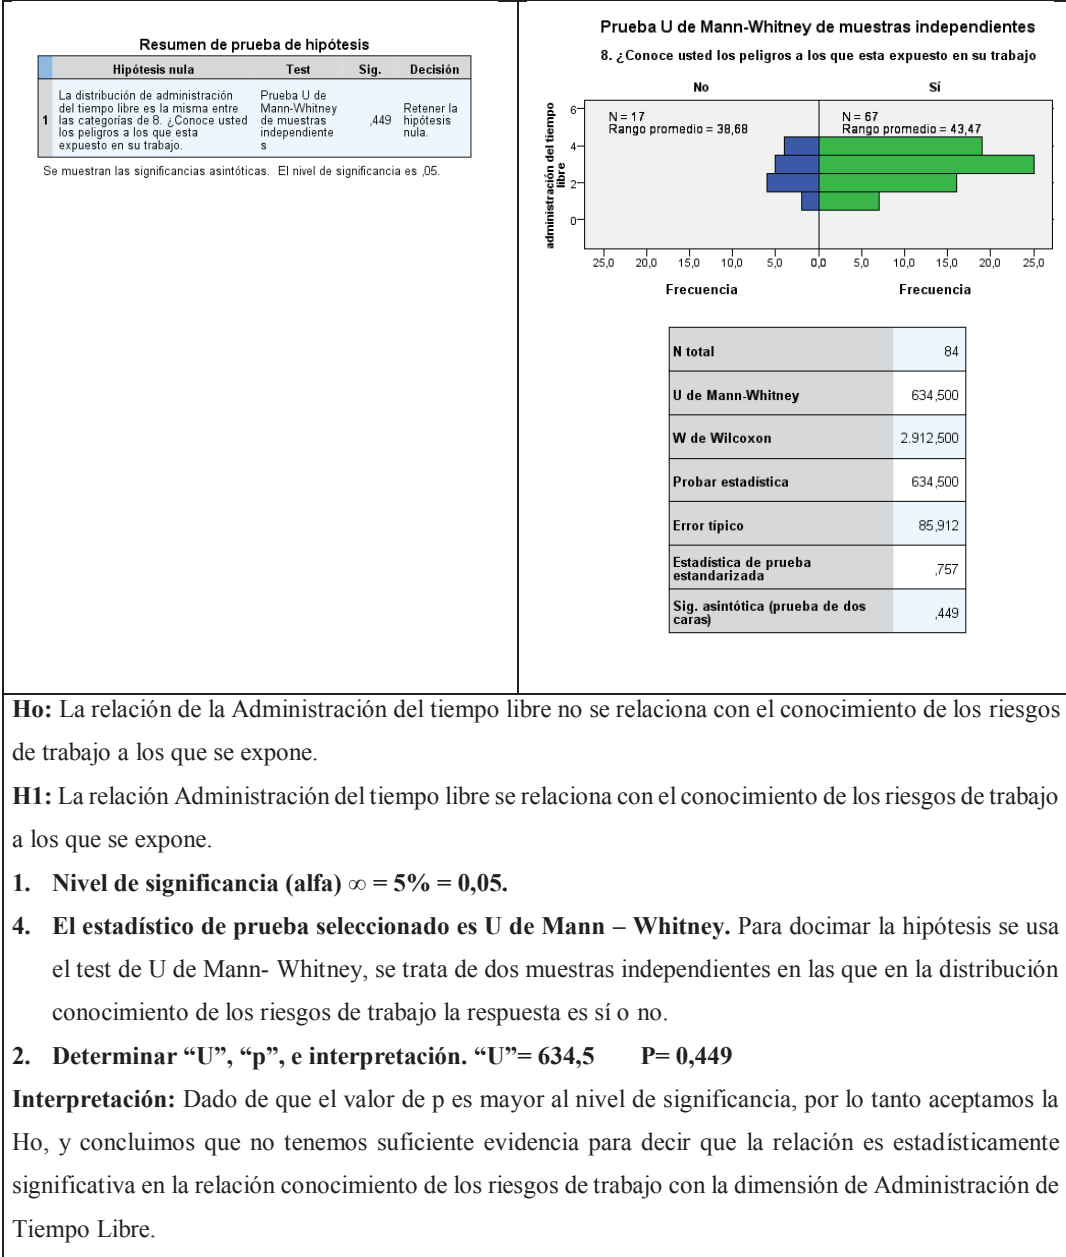 Resumen de prueba de hipótesis
Hipótesis nula Test Sig. Decisión
1 La distribución de administración del tiempo libre es la misma entre las categorías de 8. ¿Conoce usted los peligros a los que esta expuesto en su trabajo. Prueba U de Mann-Whitney de muestras independiente s ,449 Retener la hipótesis nula.
Se muestran las significancias asintóticas. El nivel de significancia es ,05.
Prueba U de Mann-Whitney de muestras independientes
8. ¿Conoce usted los peligros a los que esta expuesto en su trabajo
No Sí
N = 17
Rango promedio = 38,68
N = 67
Rango promedio = 43,47
administración del tiempo
libre
6
4
2
0
25,0 20,0 15,0 10,0 5,0 0,0 5,0 10,0 15,0 20,0 25,0
Frecuencia Frecuencia
N total 84
U de Mann-Whitney 634,500
W de Wilcoxon 2.912,500
Probar estadística 634,500
Error típico 85,912
Estadística de prueba
estandarizada ,757
Sig. asintótica (prueba de dos
caras) ,449
Ho: La relación de la Administración del tiempo libre no se relaciona con el conocimiento de los riesgos
de trabajo a los que se expone.
H1: La relación Administración del tiempo libre se relaciona con el conocimiento de los riesgos de trabajo
a los que se expone.
1. Nivel de significancia (alfa) ∞ = 5% = 0,05.
4. El estadístico de prueba seleccionado es U de Mann – Whitney. Para docimar la hipótesis se usa
el test de U de Mann- Whitney, se trata de dos muestras independientes en las que en la distribución
conocimiento de los riesgos de trabajo la respuesta es sí o no.
2. Determinar “U”, “p”, e interpretación. “U”= 634,5 P= 0,449
Interpretación: Dado de que el valor de p es mayor al nivel de significancia, por lo tanto aceptamos la
Ho, y concluimos que no tenemos suficiente evidencia para decir que la relación es estadísticamente
significativa en la relación conocimiento de los riesgos de trabajo con la dimensión de Administración de
Tiempo Libre.